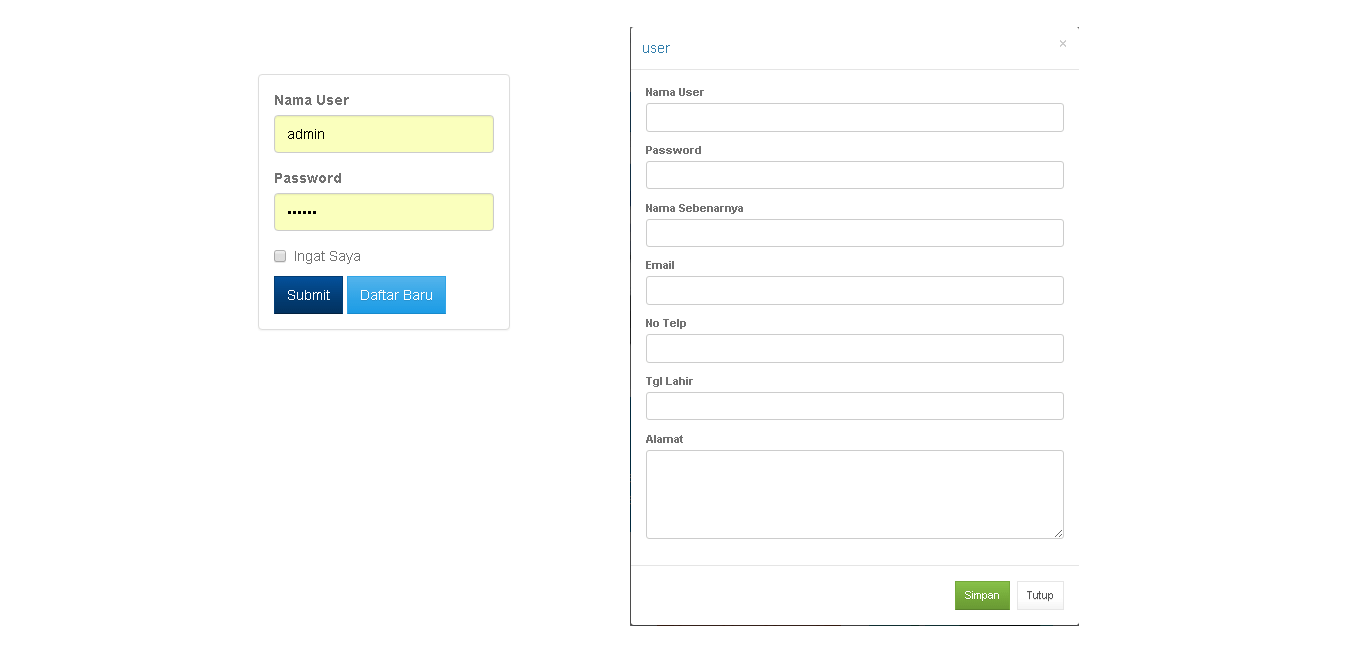 Nama User
admin
Password
••••••
Ingat Saya
Submit Daftar Baru
user ×
Nama User
Password
Nama Sebenarnya
Email
No Telp
Tgl Lahir
Alamat
Simpan Tutup